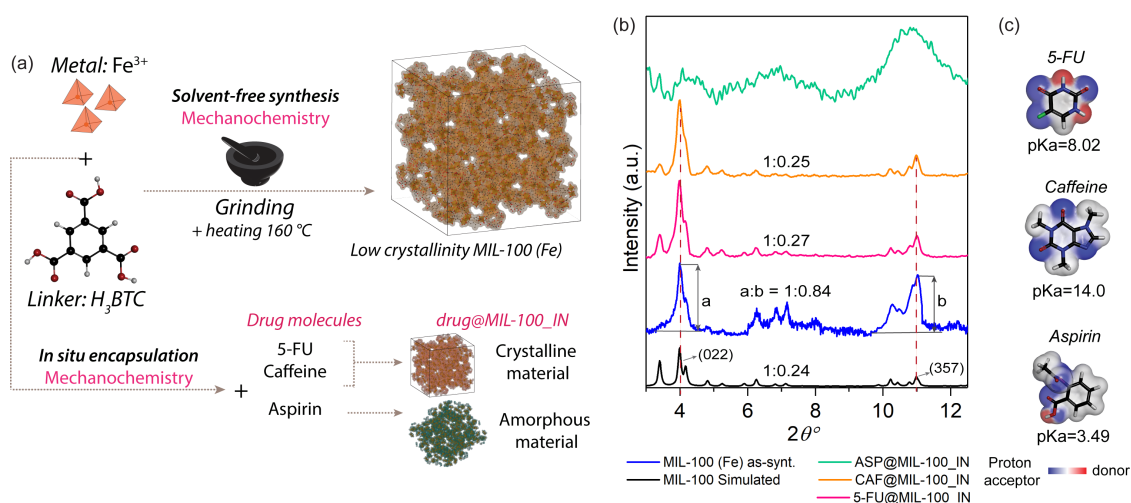 (a)
Metal: Fe³⁺
+
Linker: H₃BTC
Solvent-free synthesis
Mechanochemistry
Grinding
+ heating 160 °C
Low crystallinity MIL-100 (Fe)
In situ encapsulation
Mechanochemistry
+
Drug molecules
5-FU
Caffeine
Aspirin
drug@MIL-100_IN
Crystalline
material
Amorphous
material
(b)
Intensity (a.u.)
1:0.25
1:0.27
a
a:b = 1:0.84
b
(022)
1:0.24
(357)
4 6 8 10 12
2θ°
MIL-100 (Fe) as-synt.
MIL-100 Simulated
ASP@MIL-100_IN
CAF@MIL-100_IN
5-FU@MIL-100_IN
(c)
5-FU
pKa=8.02
Caffeine
pKa=14.0
Aspirin
pKa=3.49
Proton
acceptor
donor